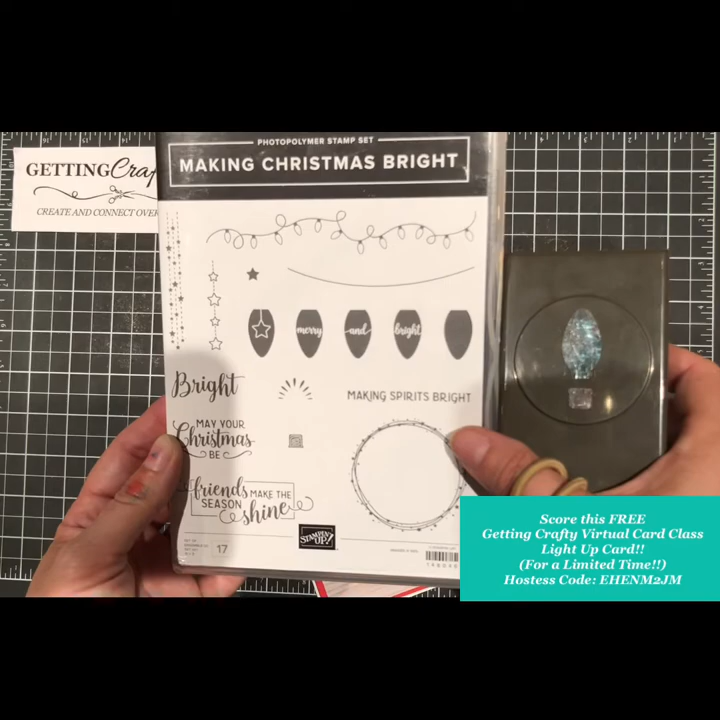 PHOTOPOLYMER STAMP SET
MAKING CHRISTMAS BRIGHT
GETTING Craf
CREATE AND CONNECT OVER
merry and bright
Bright
MAKING SPIRITS BRIGHT
MAY YOUR
Christmas
BE
friends MAKE THE
SEASON shine
17
STAMPIN' UP!
Score this FREE
Getting Crafty Virtual Card Class
Light Up Card!!
(For a Limited Time!!)
Hostess Code: EHENM2JM